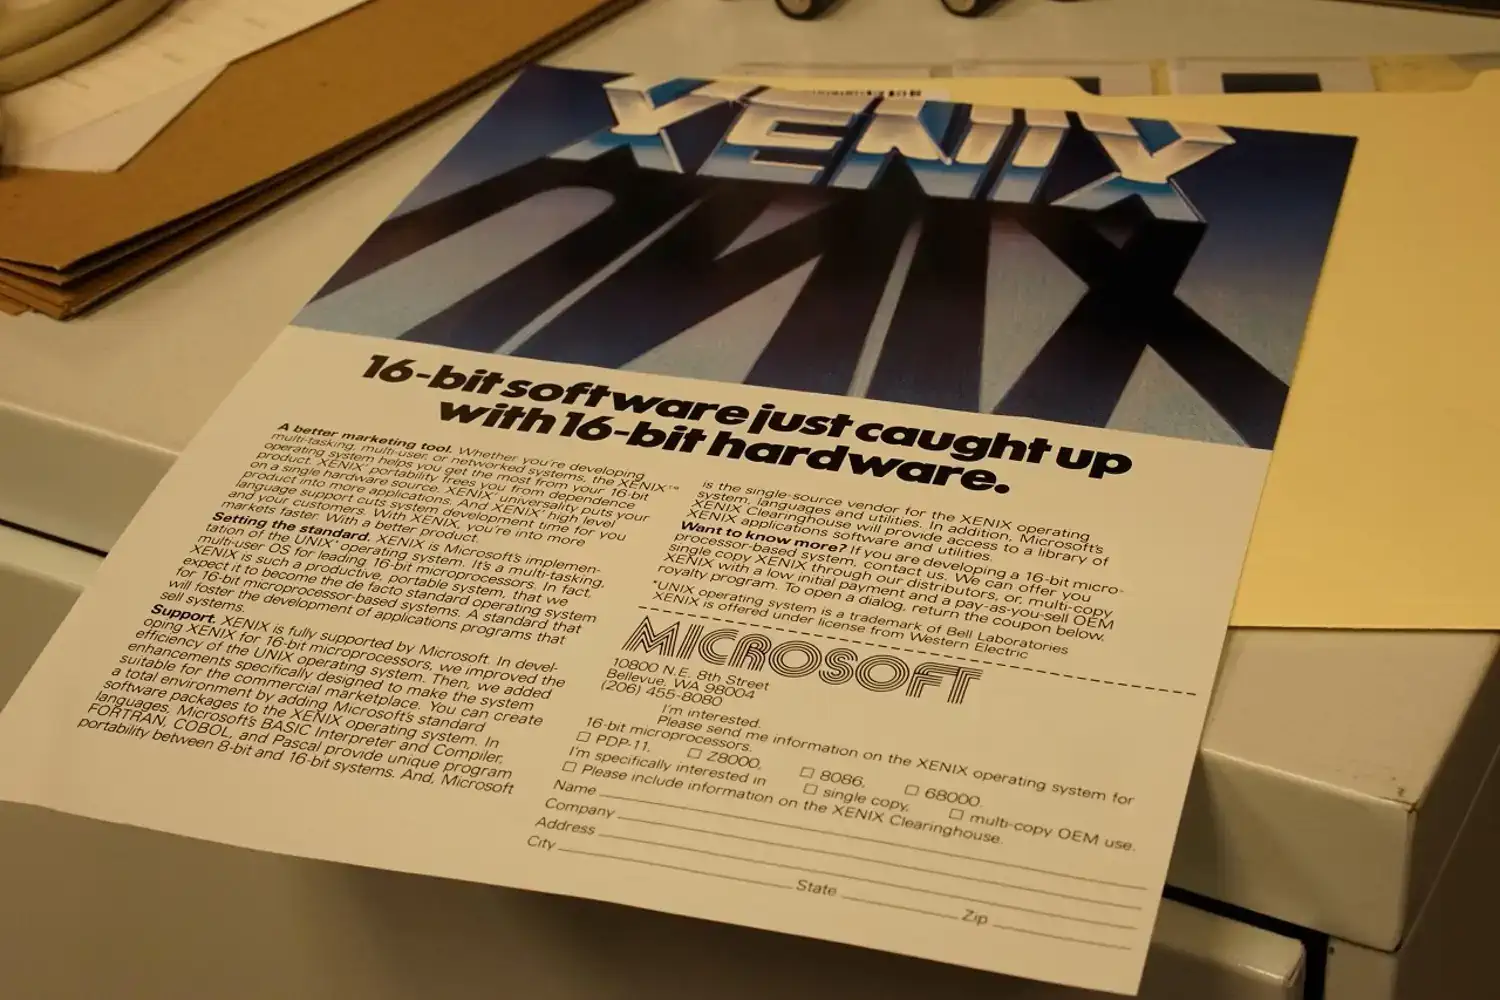 XENIX
16-bit software just caught up
with 16-bit hardware.
A better marketing tool. Whether you're developing
multi-tasking, multi-user or networked systems, the XENIX™
operating system helps you get the most from your 16-bit
product. XENIX' portability frees you from dependence
on a single hardware source. XENIX' universality puts your
product into more applications. And XENIX' high level
language support cuts system development time for you
and your customers. With XENIX, you're into more
markets faster. With a better product.
Setting the standard. XENIX is Microsoft's implemen-
tation of the UNIX* operating system. It's a multi-tasking,
multi-user OS for leading 16-bit microprocessors. In fact,
XENIX is such a productive, portable system, that we
expect it to become the de facto standard operating system
for 16-bit microprocessor-based systems. A standard that
will foster the development of applications programs that
sell systems.
Support. XENIX is fully supported by Microsoft. In devel-
oping XENIX for 16-bit microprocessors, we improved the
efficiency of the UNIX operating system. Then, we added
enhancements specifically designed to make the system
suitable for the commercial marketplace. You can create
a total environment by adding Microsoft's standard
software packages to the XENIX operating system. In
languages, Microsoft's BASIC Interpreter and Compiler,
FORTRAN, COBOL, and Pascal provide unique program
portability between 8-bit and 16-bit systems. And, Microsoft
is the single-source vendor for the XENIX operating
system, languages and utilities. In addition, Microsoft's
XENIX Clearinghouse will provide access to a library of
XENIX applications software and utilities.
Want to know more? If you are developing a 16-bit micro-
processor-based system, contact us. We can offer you
single copy XENIX through our distributors, or, multi-copy
XENIX with a low initial payment and a pay-as-you-sell OEM
royalty program. To open a dialog, return the coupon below.
*UNIX operating system is a trademark of Bell Laboratories
XENIX is offered under license from Western Electric
MICROSOFT
10800 N.E. 8th Street
Bellevue, WA 98004
(206) 455-8080
I'm interested.
Please send me information on the XENIX operating system for
16-bit microprocessors.
☐ PDP-11, ☐ Z8000, ☐ 8086, ☐ 68000.
I'm specifically interested in ☐ single copy, ☐ multi-copy OEM use.
☐ Please include information on the XENIX Clearinghouse.
Name
Company
Address
City State Zip